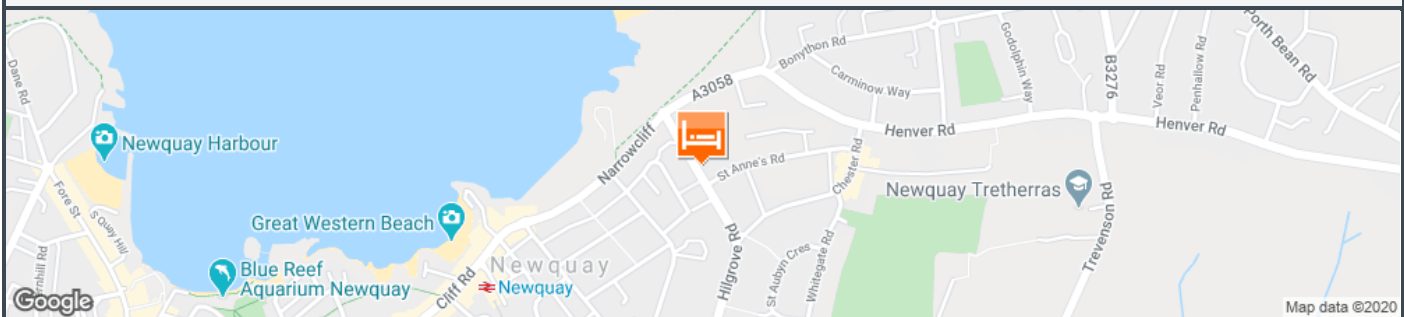 Dane Rd
Newquay Harbour
Fore St
S Quay Hill
Great Western Beach
Blue Reef
Aquarium Newquay
Cliff Rd
Newquay
Newquay
Narrowcliff
A3058
Bonython Rd
Carminow Way
Godolphin Way
B3276
Veor Rd
Penhallow Rd
Porth Bean Rd
Henver Rd
Henver Rd
St Anne's Rd
Chester Rd
Newquay Tretherras
Trevenson Rd
Hilgrove Rd
St Aubyn Cres
Whitegate Rd
Google
Map data ©2020